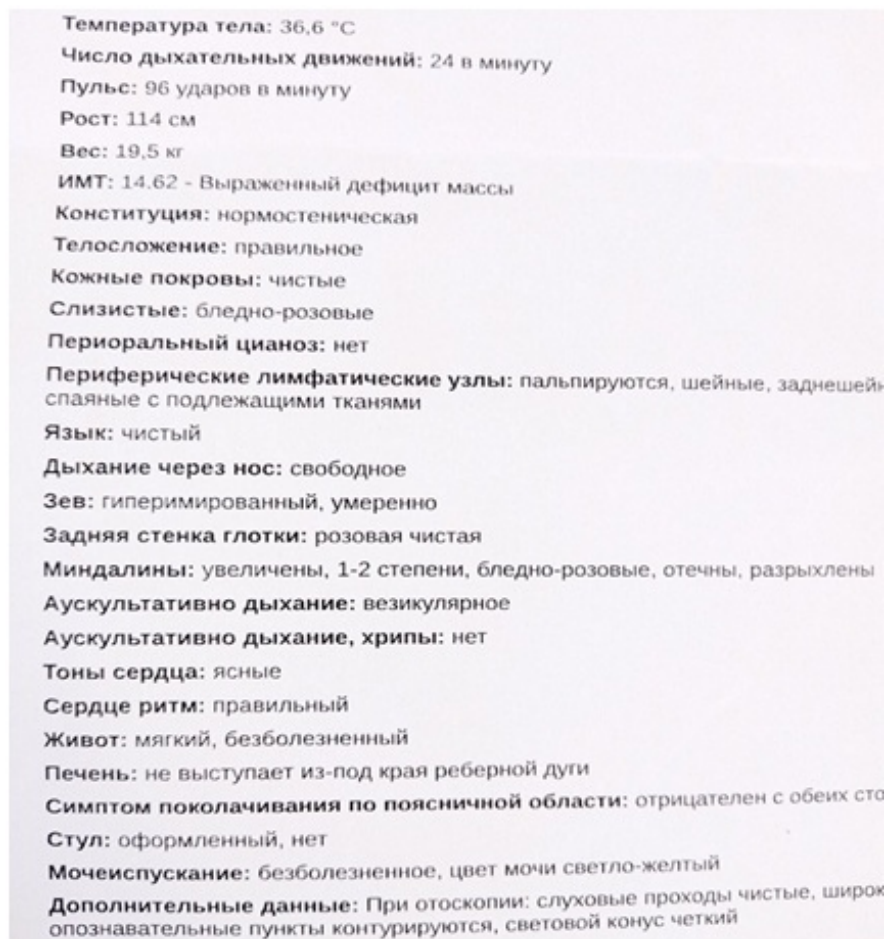 Температура тела: 36,6 °C
Число дыхательных движений: 24 в минуту
Пульс: 96 ударов в минуту
Рост: 114 см
Вес: 19,5 кг
ИМТ: 14.62 - Выраженный дефицит массы
Конституция: нормостеническая
Телосложение: правильное
Кожные покровы: чистые
Слизистые: бледно-розовые
Периоральный цианоз: нет
Периферические лимфатические узлы: пальпируются, шейные,
спаяные с подлежащими тканями
Язык: чистый
Дыхание через нос: свободное
Зев: гиперимированный, умеренно
Задняя стенка глотки: розовая чистая
Миндалины: увеличены, 1-2 степени, бледно-розовые, отечны, разрыхлены
Аускультативно дыхание: везикулярное
Аускультативно дыхание, хрипы: нет
Тоны сердца: ясные
Сердце ритм: правильный
Живот: мягкий, безболезненный
Печень: не выступает из-под края реберной дуги
Симптом поколачивания по поясничной области: отрицателен с обеих
Стул: оформленный, нет
Мочеиспускание: безболезненное, цвет мочи светло-желтый
Дополнительные данные: При отоскопии: слуховые проходы чистые,
опознавательные пункты контурируются, световой конус четкий